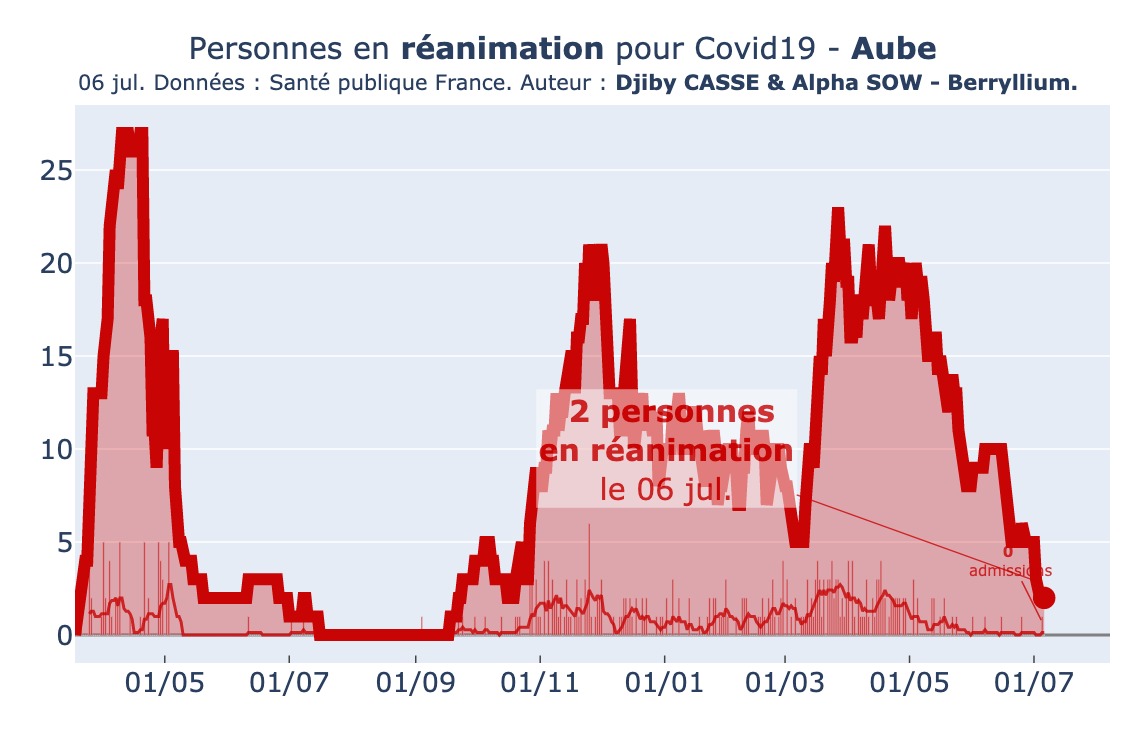 Personnes en réanimation pour Covid19 - Aube
06 jul. Données : Santé publique France. Auteur : Djiby CASSE & Alpha SOW - Berryllium.
25
20
15
10
5
0
2 personnes
en réanimation
le 06 jul.
0
admissions
01/05
01/07
01/09
01/11
01/01
01/03
01/05
01/07